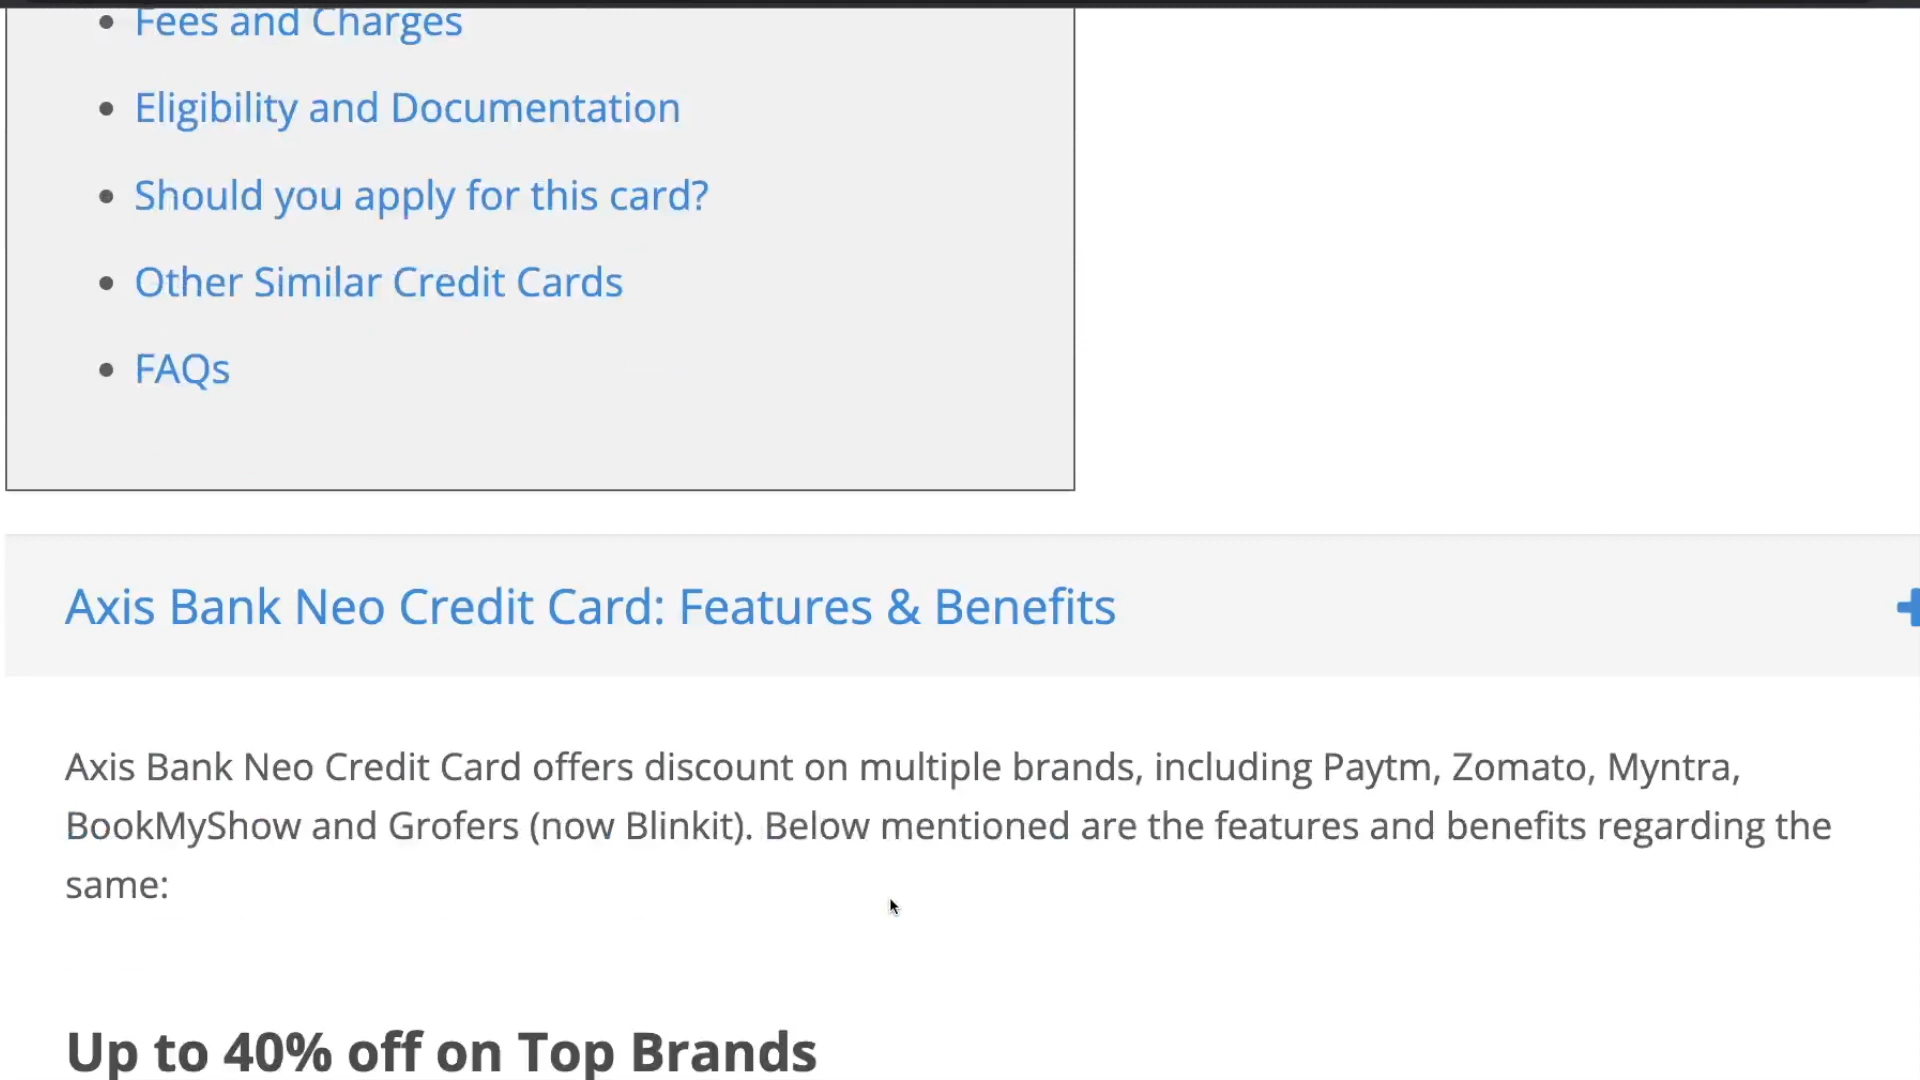 Fees and Charges
Eligibility and Documentation
Should you apply for this card?
Other Similar Credit Cards
FAQs
Axis Bank Neo Credit Card: Features & Benefits
Axis Bank Neo Credit Card offers discount on multiple brands, including Paytm, Zomato, Myntra,
BookMyShow and Grofers (now Blinkit). Below mentioned are the features and benefits regarding the
same:
Up to 40% off on Top Brands